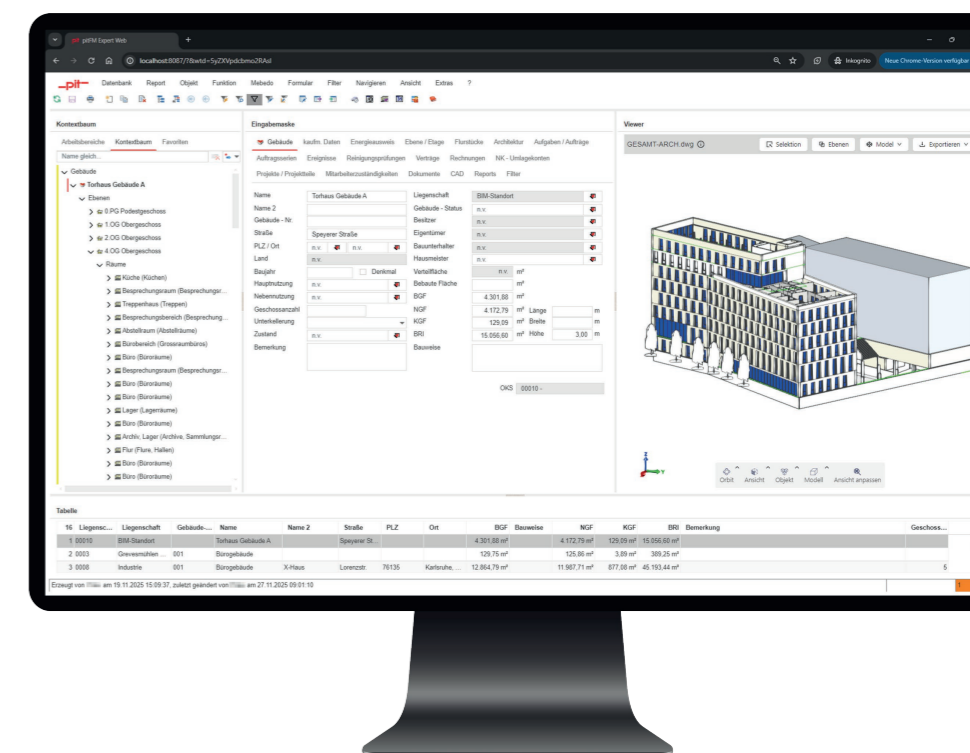 pitFM Expert Web
localhost:8087/?&wtd=5yZXVpdcbmo2RAsl
Inkognito
Neue Chrome-Version verfügbar
pit
Datenbank Report Objekt Funktion Mebedo Formular Filter Navigieren Ansicht Extras ?
Kontextbaum
Arbeitsbereiche Kontextbaum Favoriten
Name gleich...
Gebäude
Torhaus Gebäude A
Ebenen
0.PG Podestgeschoss
1.OG Obergeschoss
2.OG Obergeschoss
4.OG Obergeschoss
Räume
Küche (Küchen)
Besprechungsraum (Besprechungsr...
Treppenhaus (Treppen)
Besprechungsbereich (Besprechung...
Abstellraum (Abstellräume)
Bürobereich (Grossraumbüros)
Büro (Büroräume)
Besprechungsraum (Besprechungsr...
Büro (Büroräume)
Büro (Büroräume)
Lager (Lagerräume)
Büro (Büroräume)
Archiv, Lager (Archive, Sammlungsr...
Flur (Flure, Hallen)
Büro (Büroräume)
Büro (Büroräume)
Eingabemaske
Gebäude kaufm. Daten Energieausweis Ebene / Etage Flurstücke Architektur Aufgaben / Aufträge
Auftragsserien Ereignisse Reinigungsprüfungen Verträge Rechnungen NK - Umlagekonten
Projekte / Projektteile Mitarbeiterzuständigkeiten Dokumente CAD Reports Filter
Name Torhaus Gebäude A Liegenschaft BIM-Standort
Name 2 Gebäude - Status n.v.
Gebäude - Nr. Besitzer n.v.
Straße Speyerer Straße Eigentümer n.v.
PLZ / Ort n.v. n.v. Bauunterhalter n.v.
Land n.v. Hausmeister n.v.
Baujahr Denkmal Verteilfläche n.v. m²
Hauptnutzung n.v. Bebaute Fläche m²
Nebennutzung n.v. BGF 4.301,88 m²
Geschossanzahl NGF 4.172,79 m² Länge m
Unterkellerung KGF 129,09 m² Breite m
Zustand n.v. BRI 15.056,60 m³ Höhe 3,00 m
Bemerkung Bauweise
OKS 00010 -
Viewer
GESAMT-ARCH.dwg Selektion Ebenen Model Exportieren
Z
Y
Orbit Ansicht Objekt Modell Ansicht anpassen
Tabelle
16 Liegensc... Liegenschaft Gebäude-... Name Name 2 Straße PLZ Ort BGF Bauweise NGF KGF BRI Bemerkung Geschoss...
1 00010 BIM-Standort Torhaus Gebäude A Speyerer St... 4.301,88 m² 4.172,79 m² 129,09 m² 15.056,60 m³
2 0003 Grevesmühlen ... 001 Bürogebäude 129,75 m² 125,86 m² 3,89 m² 389,25 m³
3 0008 Industrie 001 Bürogebäude X-Haus Lorenzstr. 76135 Karlsruhe, ... 12.864,79 m² 11.987,71 m² 877,08 m² 45.193,44 m³ 5
Erzeugt von am 19.11.2025 15:09:37, zuletzt geändert von am 27.11.2025 09:01:10
1